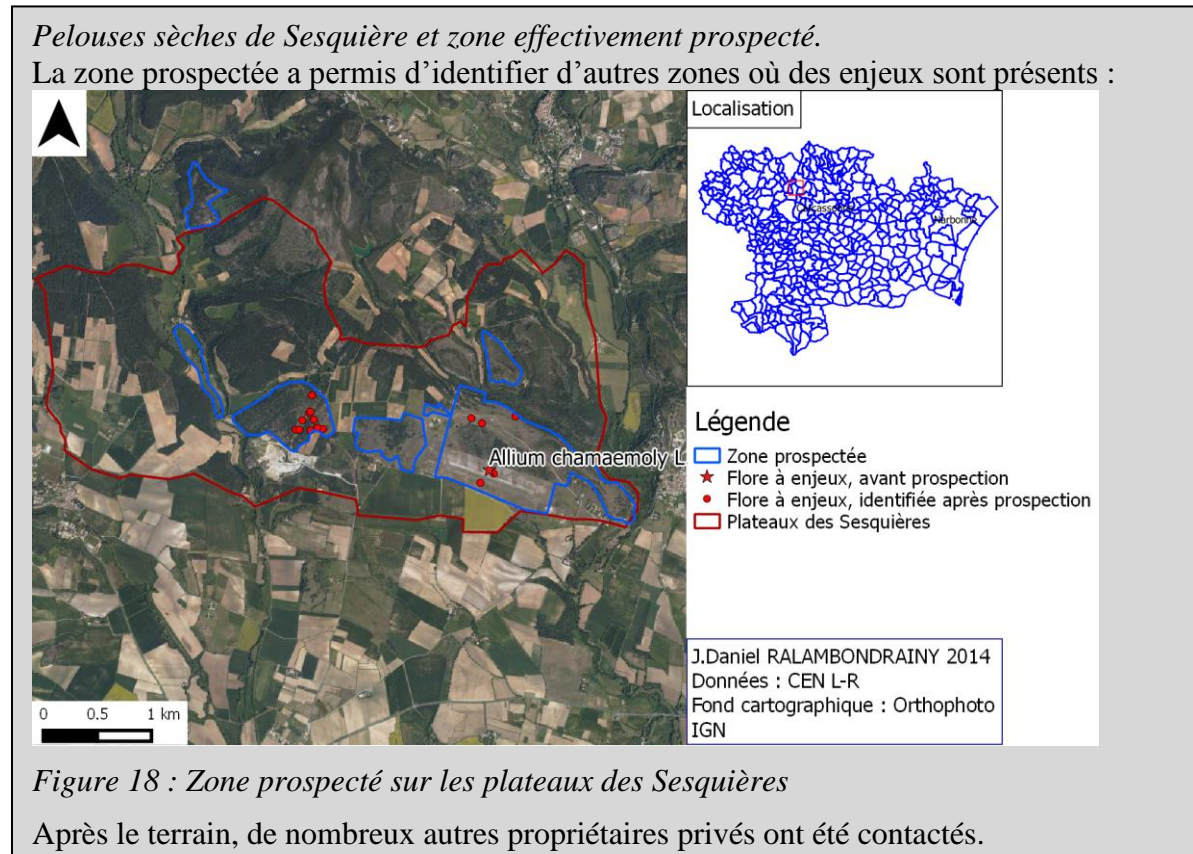 Pelouses sèches de Sesquière et zone effectivement prospecté.
La zone prospectée a permis d'identifier d'autres zones où des enjeux sont présents :
Localisation
Carcassonne
Narbonne
Allium chamaemoly L
Légende
Zone prospectée
Flore à enjeux, avant prospection
Flore à enjeux, identifiée après prospection
Plateaux des Sesquières
J.Daniel RALAMBONDRAINY 2014
Données : CEN L-R
Fond cartographique : Orthophoto
IGN
0 0.5 1 km
Figure 18 : Zone prospecté sur les plateaux des Sesquières
Après le terrain, de nombreux autres propriétaires privés ont été contactés.